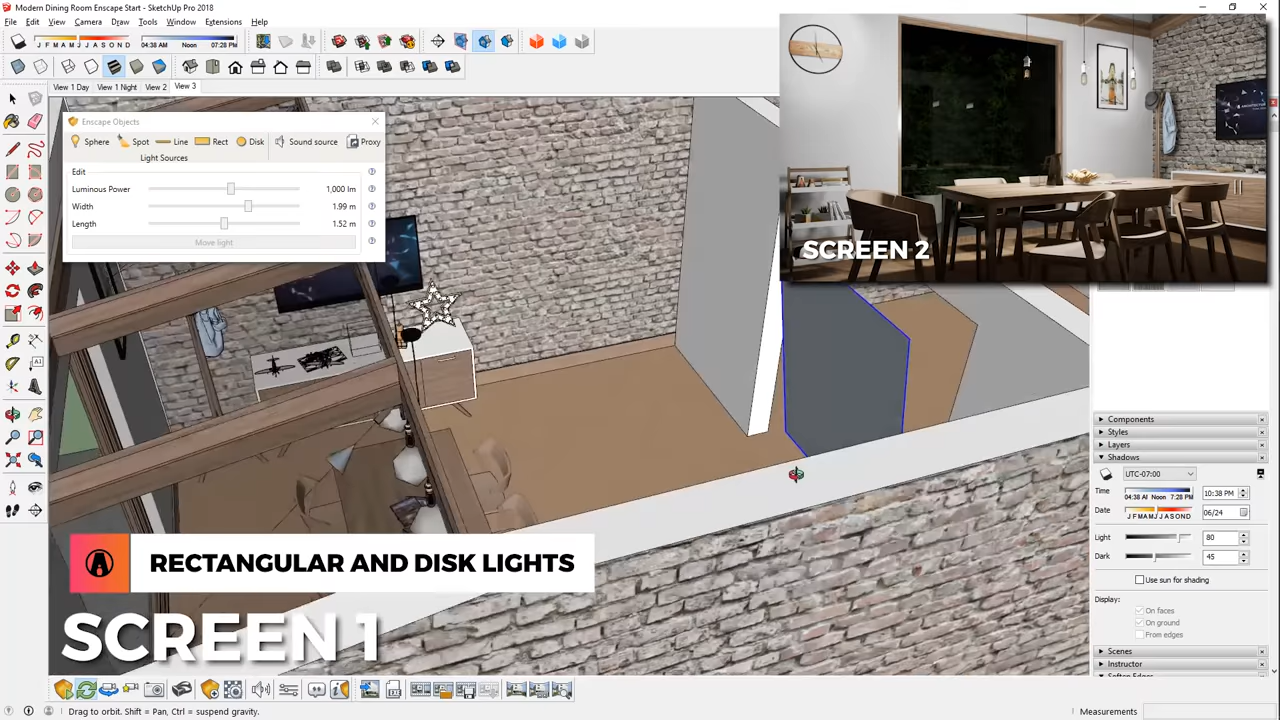 Modern Dining Room Enscape Start - SketchUp Pro 2018
File Edit View Camera Draw Tools Window Extensions Help
J F M A M J J A S O N D 04:38 AM Noon 07:28 PM
View 1 Day View 1 Night View 2 View 3
Enscape Objects
Sphere Spot Line Rect Disk Sound source Proxy
Light Sources
Edit
Luminous Power 1,000 lm
Width 1.99 m
Length 1.52 m
Move light
SCREEN 2
Components
Styles
Layers
Shadows
UTC-07:00
Time 04:38 AM Noon 7:28 PM 10:38 PM
Date J F M A M J J A S O N D 06/24
Light 80
Dark 45
Use sun for shading
Display:
On faces
On ground
From edges
Scenes
Instructor
RECTANGULAR AND DISK LIGHTS
SCREEN 1
Drag to orbit. Shift = Pan, Ctrl = suspend gravity.
Measurements